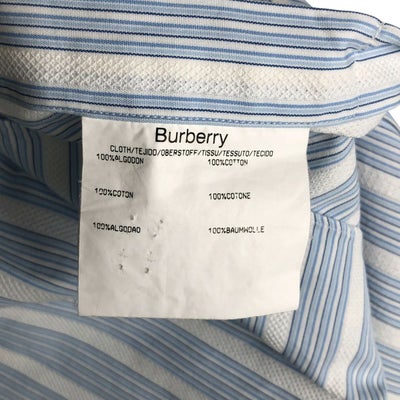 Burberry
CLOTH/TEJIDO/OBERSTOFF/TISSU/TESSUTO/TECIDO
100%ALGODON 100%COTTON
100%COTON 100%COTONE
100%ALGODAO 100%BAUMWOLLE